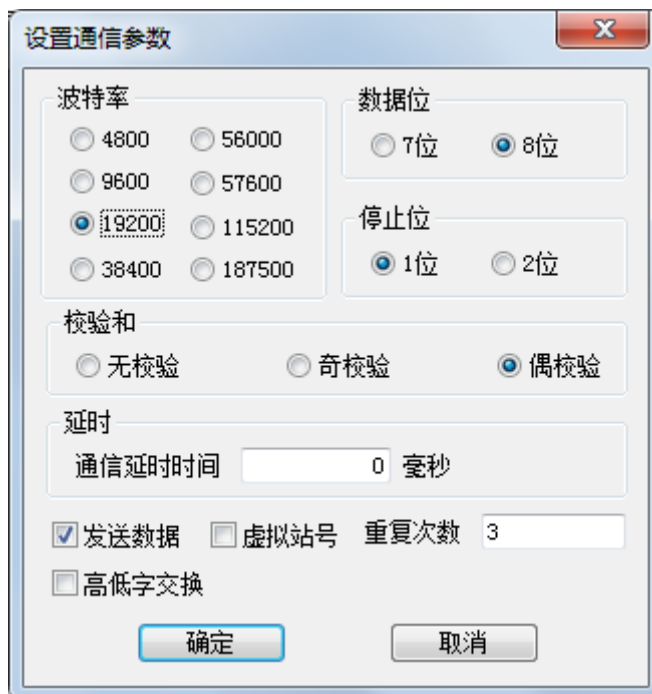 设置通信参数
波特率
4800
56000
9600
57600
19200
115200
38400
187500
数据位
7位
8位
停止位
1位
2位
校验和
无校验
奇校验
偶校验
延时
通信延时时间 0 毫秒
发送数据
虚拟站号
重复次数 3
高低字交换
确定
取消